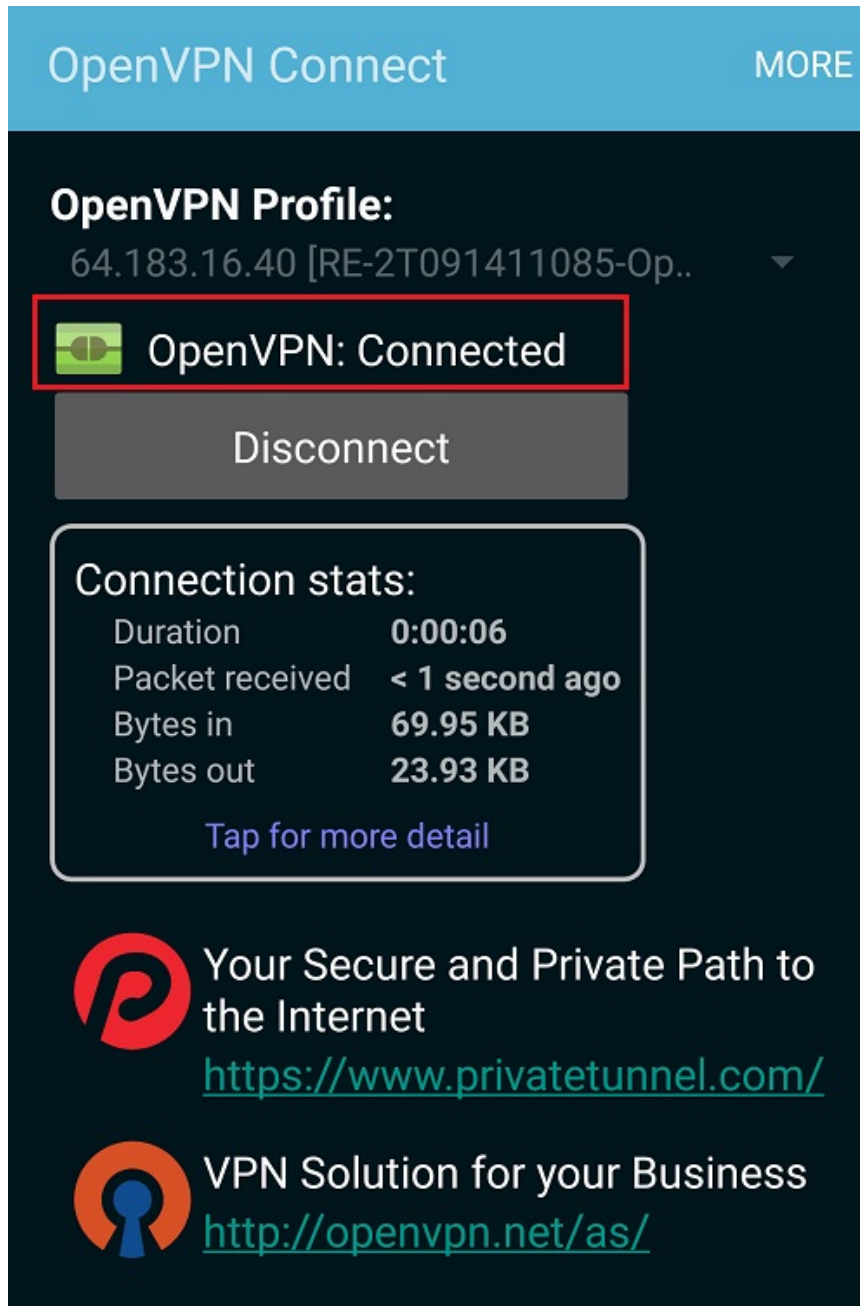 OpenVPN Connect MORE
OpenVPN Profile:
64.183.16.40 [RE-2T091411085-Op..
OpenVPN: Connected
Disconnect
Connection stats:
Duration 0:00:06
Packet received < 1 second ago
Bytes in 69.95 KB
Bytes out 23.93 KB
Tap for more detail
Your Secure and Private Path to
the Internet
https://www.privatetunnel.com/
VPN Solution for your Business
http://openvpn.net/as/